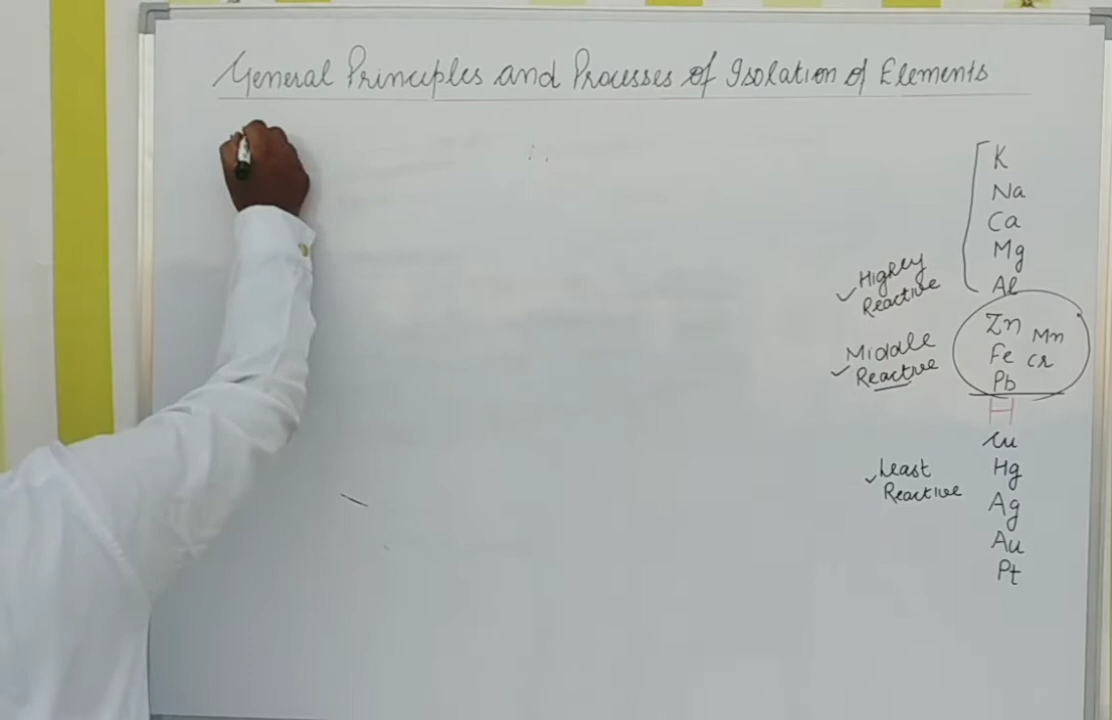 General Principles and Processes of Isolation of Elements
K
Na
Ca
Mg
Al
Highly
Reactive
Zn Mn
Fe Cr
Pb
Middle
Reactive
H
Cu
Hg
Ag
Au
Pt
Least
Reactive